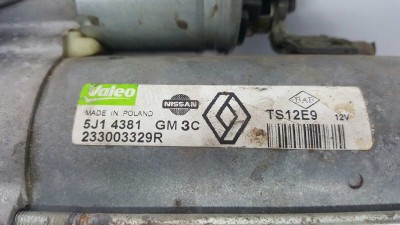 Valeo
MADE IN POLAND
NISSAN
5J1 4381 GM 3C
233003329R
TS12E9 12V